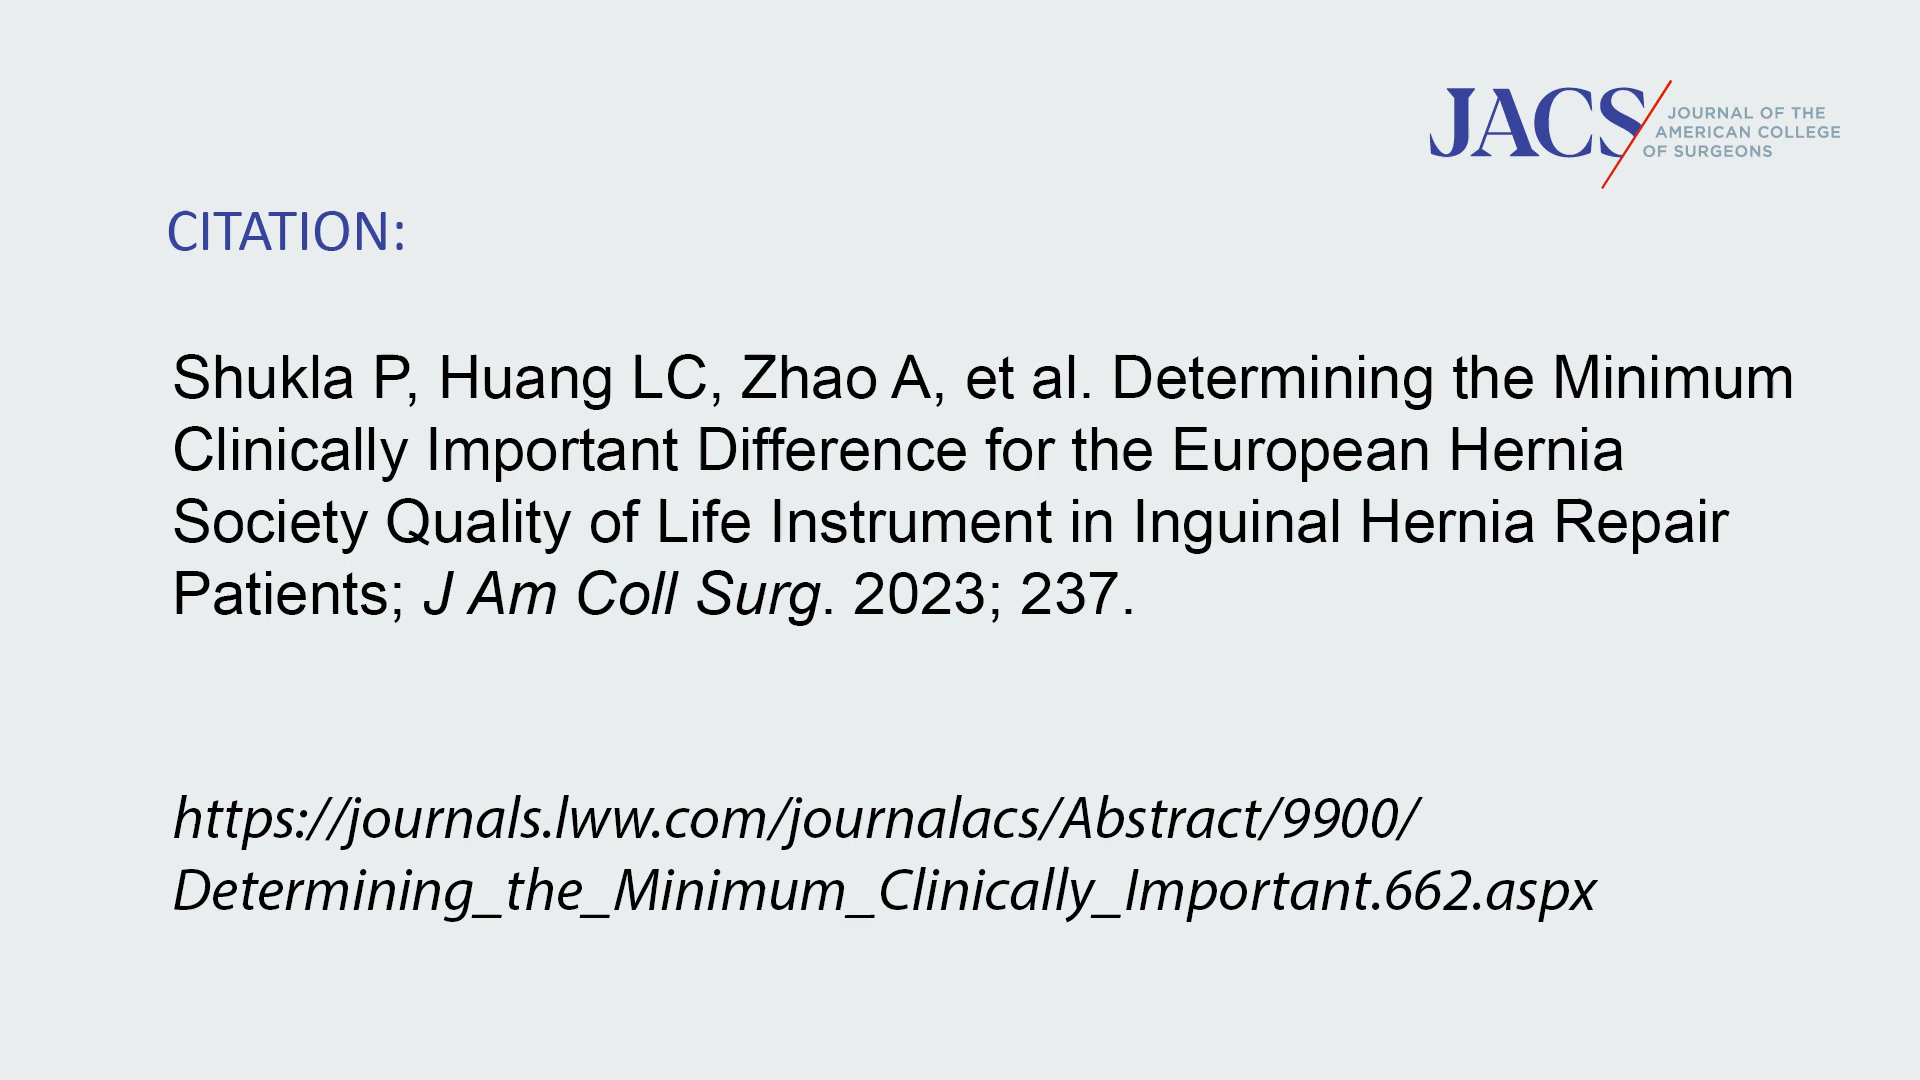 JACS
JOURNAL OF THE
AMERICAN COLLEGE
OF SURGEONS
CITATION:
Shukla P, Huang LC, Zhao A, et al. Determining the Minimum
Clinically Important Difference for the European Hernia
Society Quality of Life Instrument in Inguinal Hernia Repair
Patients; J Am Coll Surg. 2023; 237.
https://journals.lww.com/journalacs/Abstract/9900/
Determining_the_Minimum_Clinically_Important.662.aspx